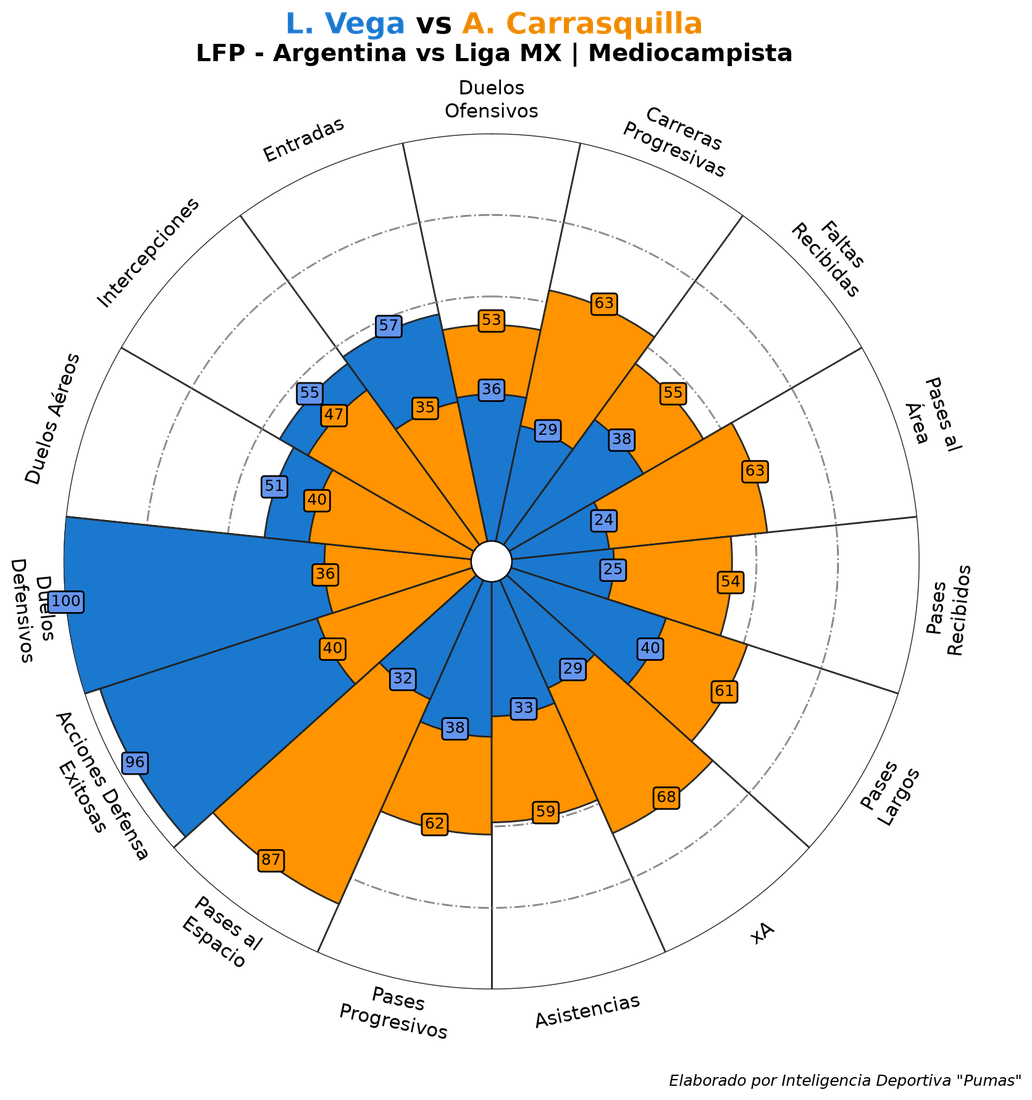 L. Vega vs A. Carrasquilla
LFP - Argentina vs Liga MX | Mediocampista
Duelos
Ofensivos
53
36
Carreras
Progresivas
63
29
Faltas
Recibidas
55
38
Pases al
Área
63
24
Pases
Recibidos
54
25
Pases
Largos
61
40
xA
68
29
Asistencias
59
33
Pases
Progresivos
62
38
Pases al
Espacio
87
32
Acciones Defensa
Exitosas
96
40
Duelos
Defensivos
100
36
Duelos Aéreos
51
40
Intercepciones
55
47
Entradas
57
35
Elaborado por Inteligencia Deportiva "Pumas"